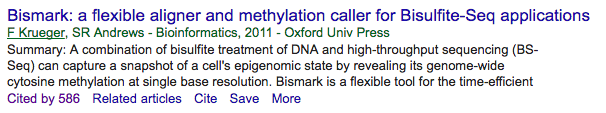 Bismark: a flexible aligner and methylation caller for Bisulfite-Seq applications
F Krueger, SR Andrews - Bioinformatics, 2011 - Oxford Univ Press
Summary: A combination of bisulfite treatment of DNA and high-throughput sequencing (BS-
Seq) can capture a snapshot of a cell's epigenomic state by revealing its genome-wide
cytosine methylation at single base resolution. Bismark is a flexible tool for the time-efficient
Cited by 586 Related articles Cite Save More